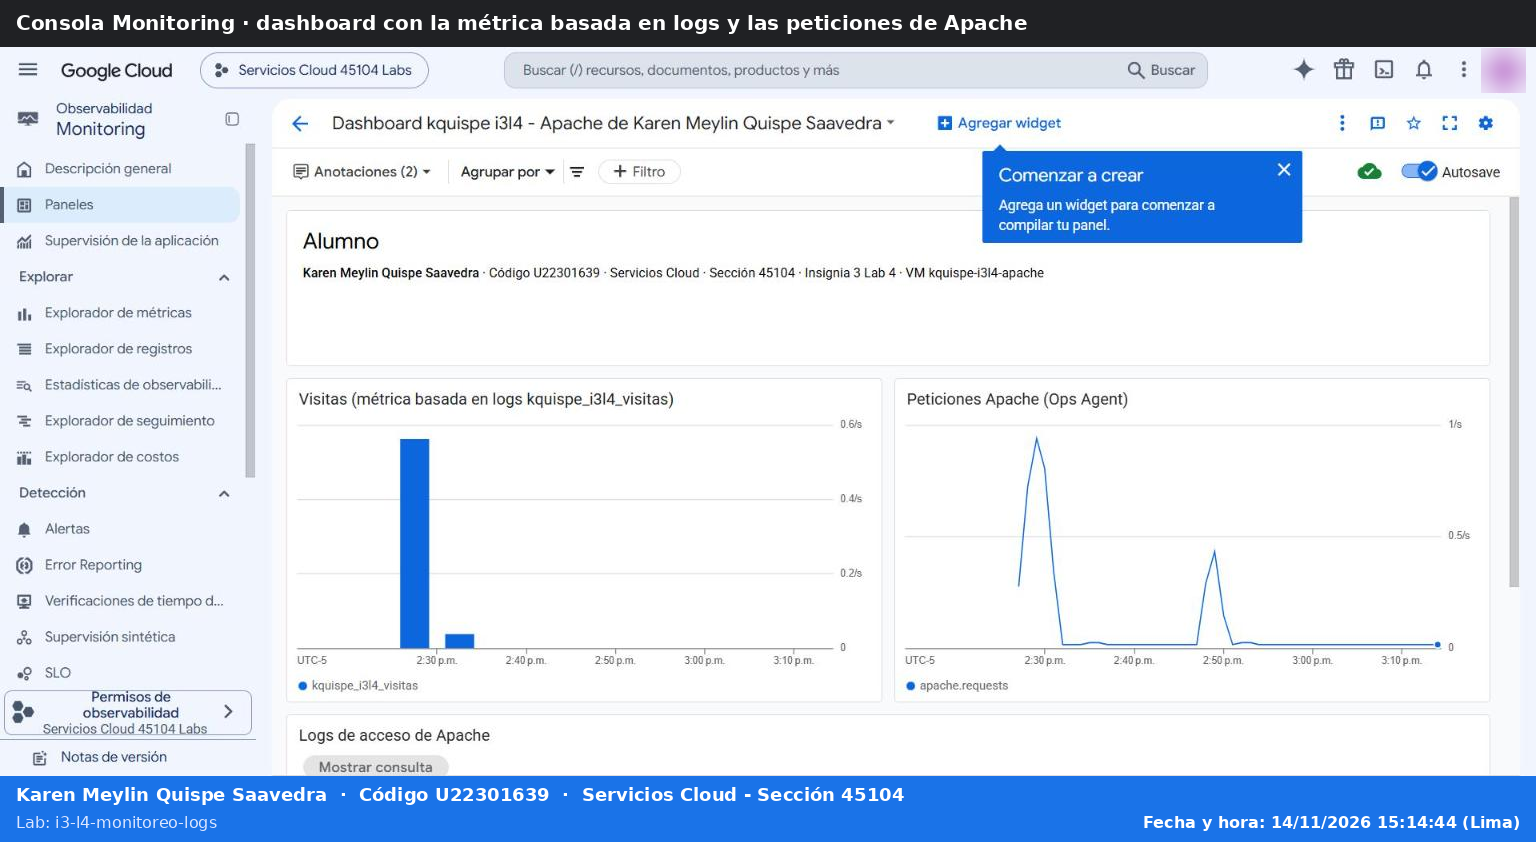 Consola Monitoring · dashboard con la métrica basada en logs y las peticiones de Apache
Google Cloud
Servicios Cloud 45104 Labs
Buscar (/) recursos, documentos, productos y más
Buscar
Observabilidad
Monitoring
Descripción general
Paneles
Supervisión de la aplicación
Explorar
Explorador de métricas
Explorador de registros
Estadísticas de observabili...
Explorador de seguimiento
Explorador de costos
Detección
Alertas
Error Reporting
Verificaciones de tiempo d...
Supervisión sintética
SLO
Permisos de
observabilidad
Servicios Cloud 45104 Labs
Notas de versión
Dashboard kquispe i3l4 - Apache de Karen Meylin Quispe Saavedra
Agregar widget
Anotaciones (2)
Agrupar por
Filtro
Comenzar a crear
Agrega un widget para comenzar a
compilar tu panel.
Autosave
Alumno
Karen Meylin Quispe Saavedra · Código U22301639 · Servicios Cloud · Sección 45104 · Insignia 3 Lab 4 · VM kquispe-i3l4-apache
Visitas (métrica basada en logs kquispe_i3l4_visitas)
0.6/s
0.4/s
0.2/s
0
UTC-5
2:30 p.m.
2:40 p.m.
2:50 p.m.
3:00 p.m.
3:10 p.m.
kquispe_i3l4_visitas
Peticiones Apache (Ops Agent)
1/s
0.5/s
0
UTC-5
2:30 p.m.
2:40 p.m.
2:50 p.m.
3:00 p.m.
3:10 p.m.
apache.requests
Logs de acceso de Apache
Mostrar consulta
Karen Meylin Quispe Saavedra · Código U22301639 · Servicios Cloud - Sección 45104
Lab: i3-l4-monitoreo-logs
Fecha y hora: 14/11/2026 15:14:44 (Lima)